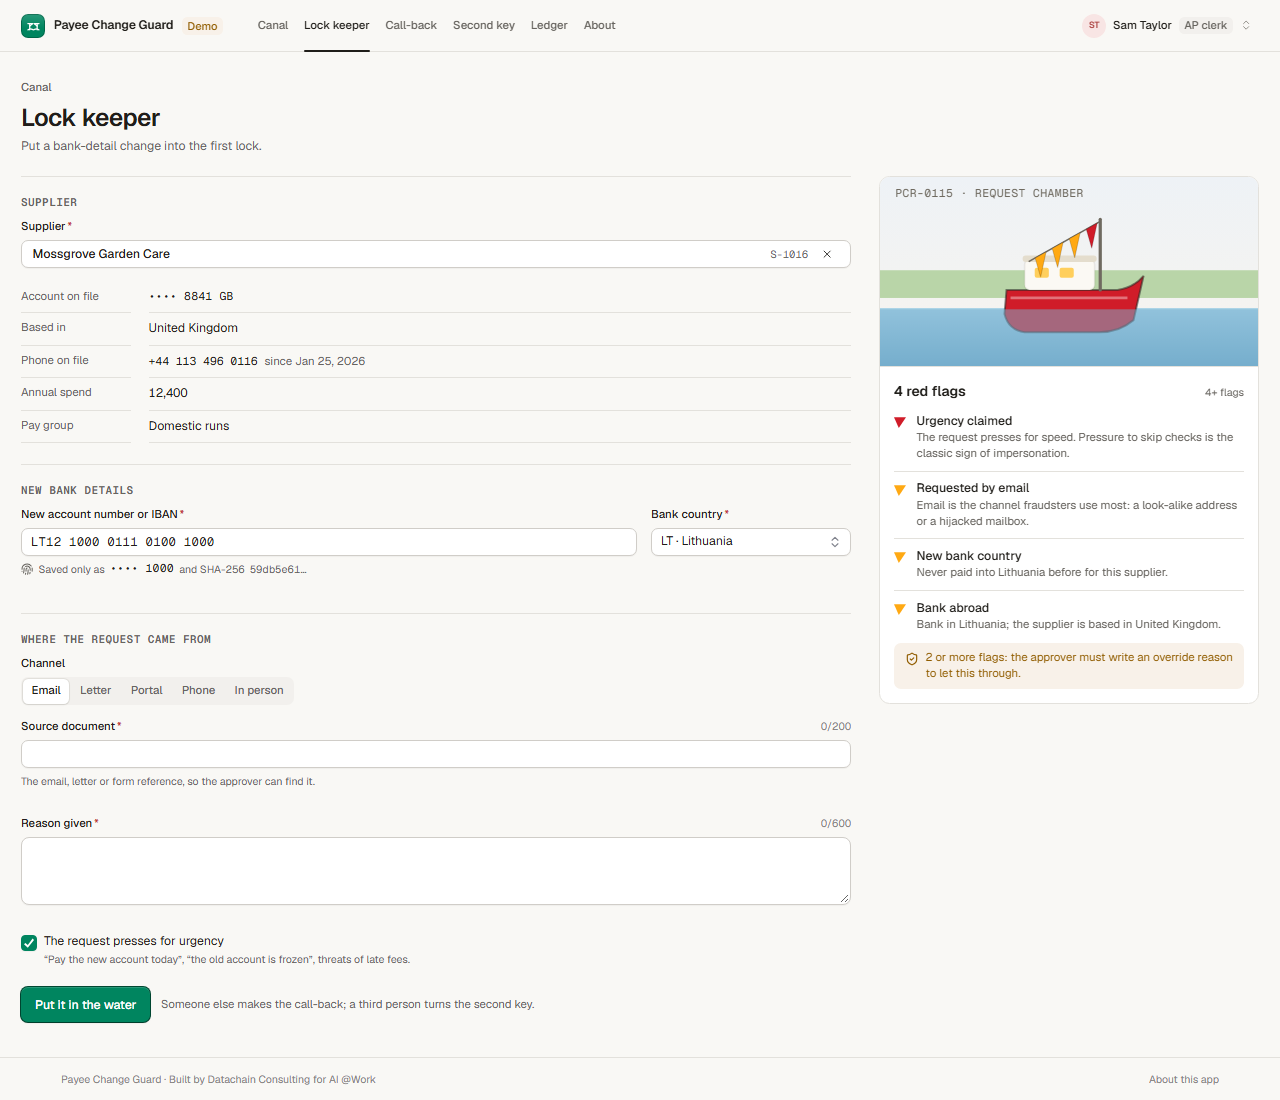 Payee Change Guard Demo Canal Lock keeper Call-back Second key Ledger About ST Sam Taylor AP clerk
Canal
Lock keeper
Put a bank-detail change into the first lock.
SUPPLIER
Supplier*
Mossgrove Garden Care S-1016
Account on file •••• 8841 GB
Based in United Kingdom
Phone on file +44 113 496 0116 since Jan 25, 2026
Annual spend 12,400
Pay group Domestic runs
NEW BANK DETAILS
New account number or IBAN* Bank country*
LT12 1000 0111 0100 1000 LT · Lithuania
Saved only as •••• 1000 and SHA-256 59db5e61…
WHERE THE REQUEST CAME FROM
Channel
Email Letter Portal Phone In person
Source document* 0/200
The email, letter or form reference, so the approver can find it.
Reason given* 0/600
The request presses for urgency
“Pay the new account today”, “the old account is frozen”, threats of late fees.
Put it in the water Someone else makes the call-back; a third person turns the second key.
PCR-0115 · REQUEST CHAMBER
4 red flags 4+ flags
Urgency claimed
The request presses for speed. Pressure to skip checks is the
classic sign of impersonation.
Requested by email
Email is the channel fraudsters use most: a look-alike address
or a hijacked mailbox.
New bank country
Never paid into Lithuania before for this supplier.
Bank abroad
Bank in Lithuania; the supplier is based in United Kingdom.
2 or more flags: the approver must write an override reason
to let this through.
Payee Change Guard · Built by Datachain Consulting for AI @Work About this app